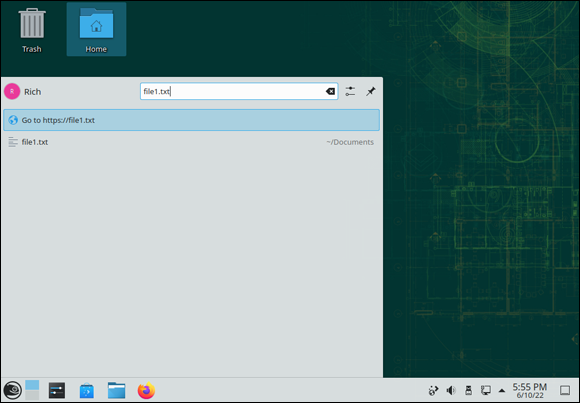 Trash
Home
R
Rich
file1.txt
Go to https://file1.txt
file1.txt
~/Documents
5:55 PM
6/10/22